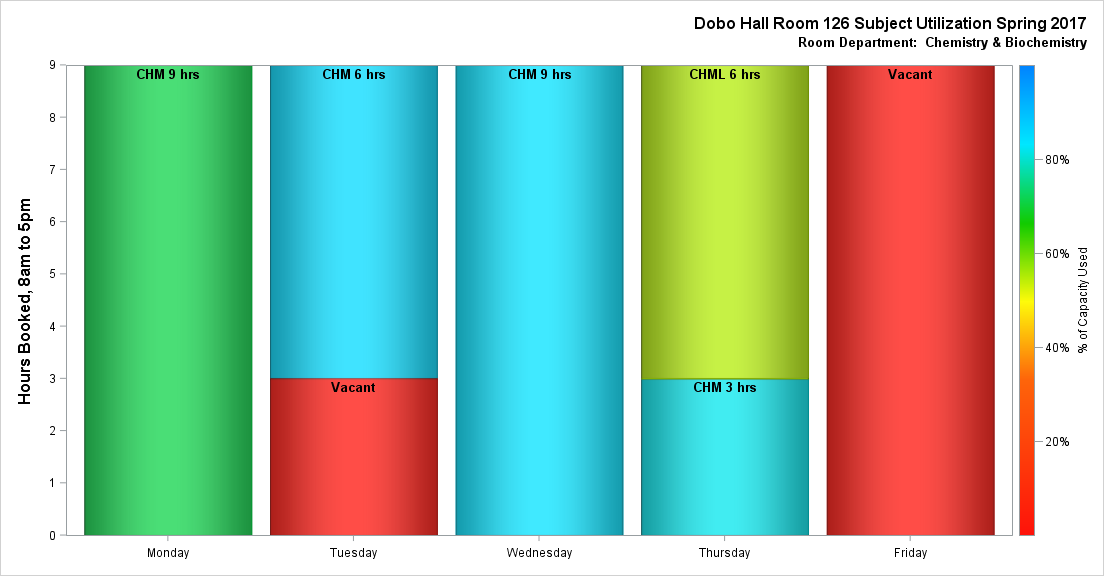 Dobo Hall Room 126 Subject Utilization Spring 2017
Room Department:  Chemistry & Biochemistry
Hours Booked, 8am to 5pm
9
8
7
6
5
4
3
2
1
0
CHM 9 hrs
CHM 6 hrs
Vacant
CHM 9 hrs
CHML 6 hrs
CHM 3 hrs
Vacant
Monday
Tuesday
Wednesday
Thursday
Friday
80%
60%
40%
20%
% of Capacity Used